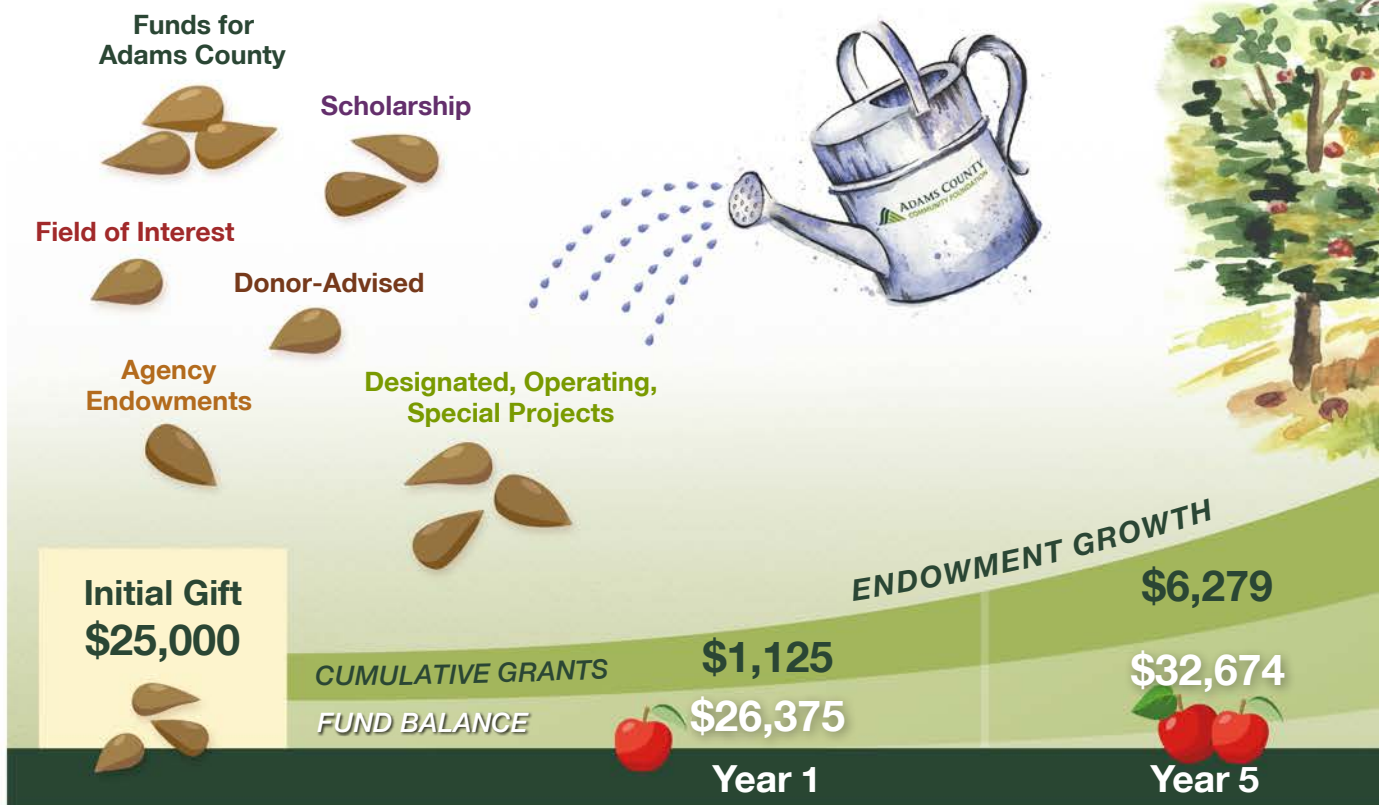 Funds for
Adams County
Scholarship
Field of Interest
Donor-Advised
Agency
Endowments
Designated, Operating,
Special Projects
ADAMS COUNTY
COMMUNITY FOUNDATION
ENDOWMENT GROWTH
Initial Gift
$25,000
CUMULATIVE GRANTS
$1,125
$6,279
FUND BALANCE
$26,375
$32,674
Year 1
Year 5